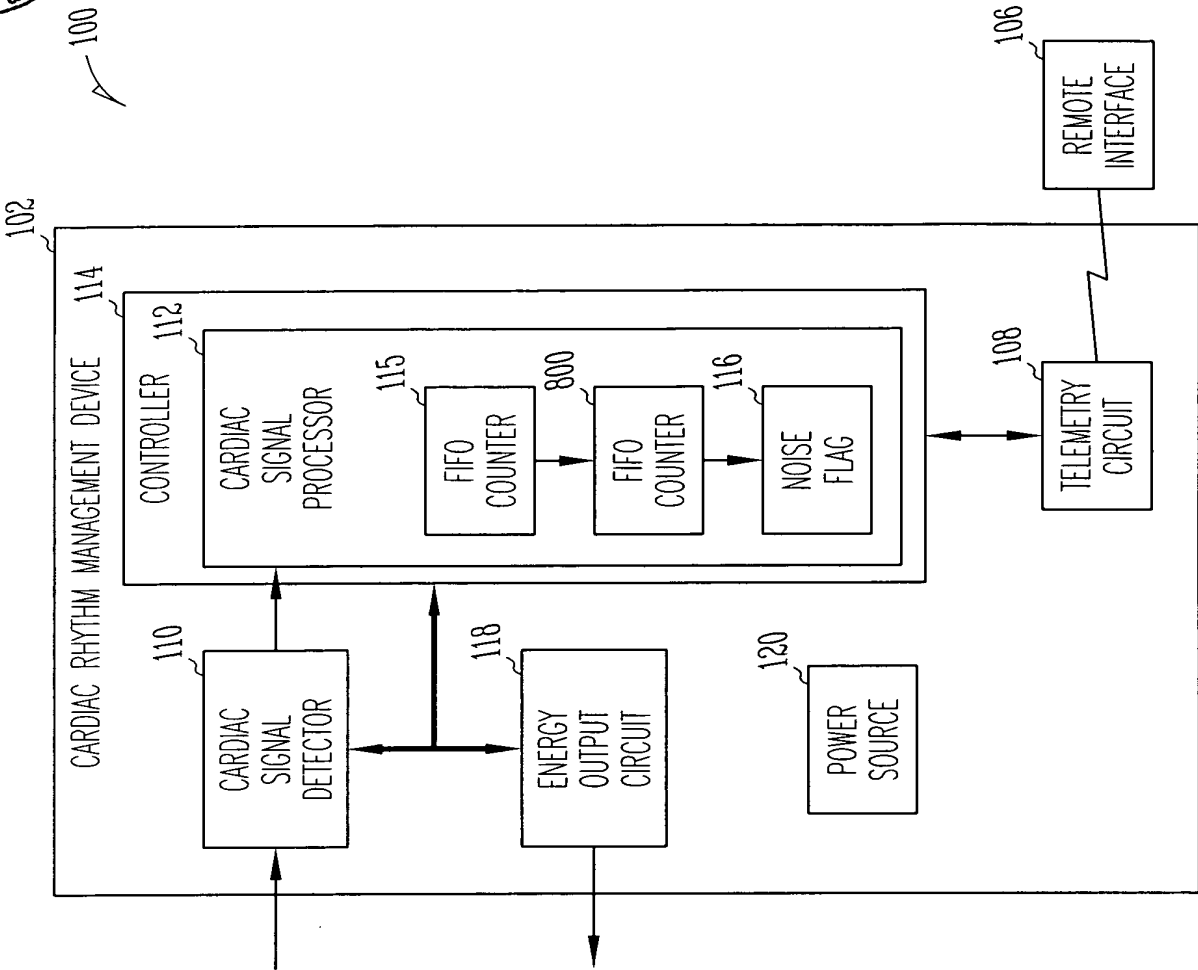 100
102
CARDIAC RHYTHM MANAGEMENT DEVICE
114
CONTROLLER
112
CARDIAC
SIGNAL
PROCESSOR
115
FIFO
COUNTER
800
FIFO
COUNTER
116
NOISE
FLAG
110
CARDIAC
SIGNAL
DETECTOR
118
ENERGY
OUTPUT
CIRCUIT
120
POWER
SOURCE
108
TELEMETRY
CIRCUIT
106
REMOTE
INTERFACE